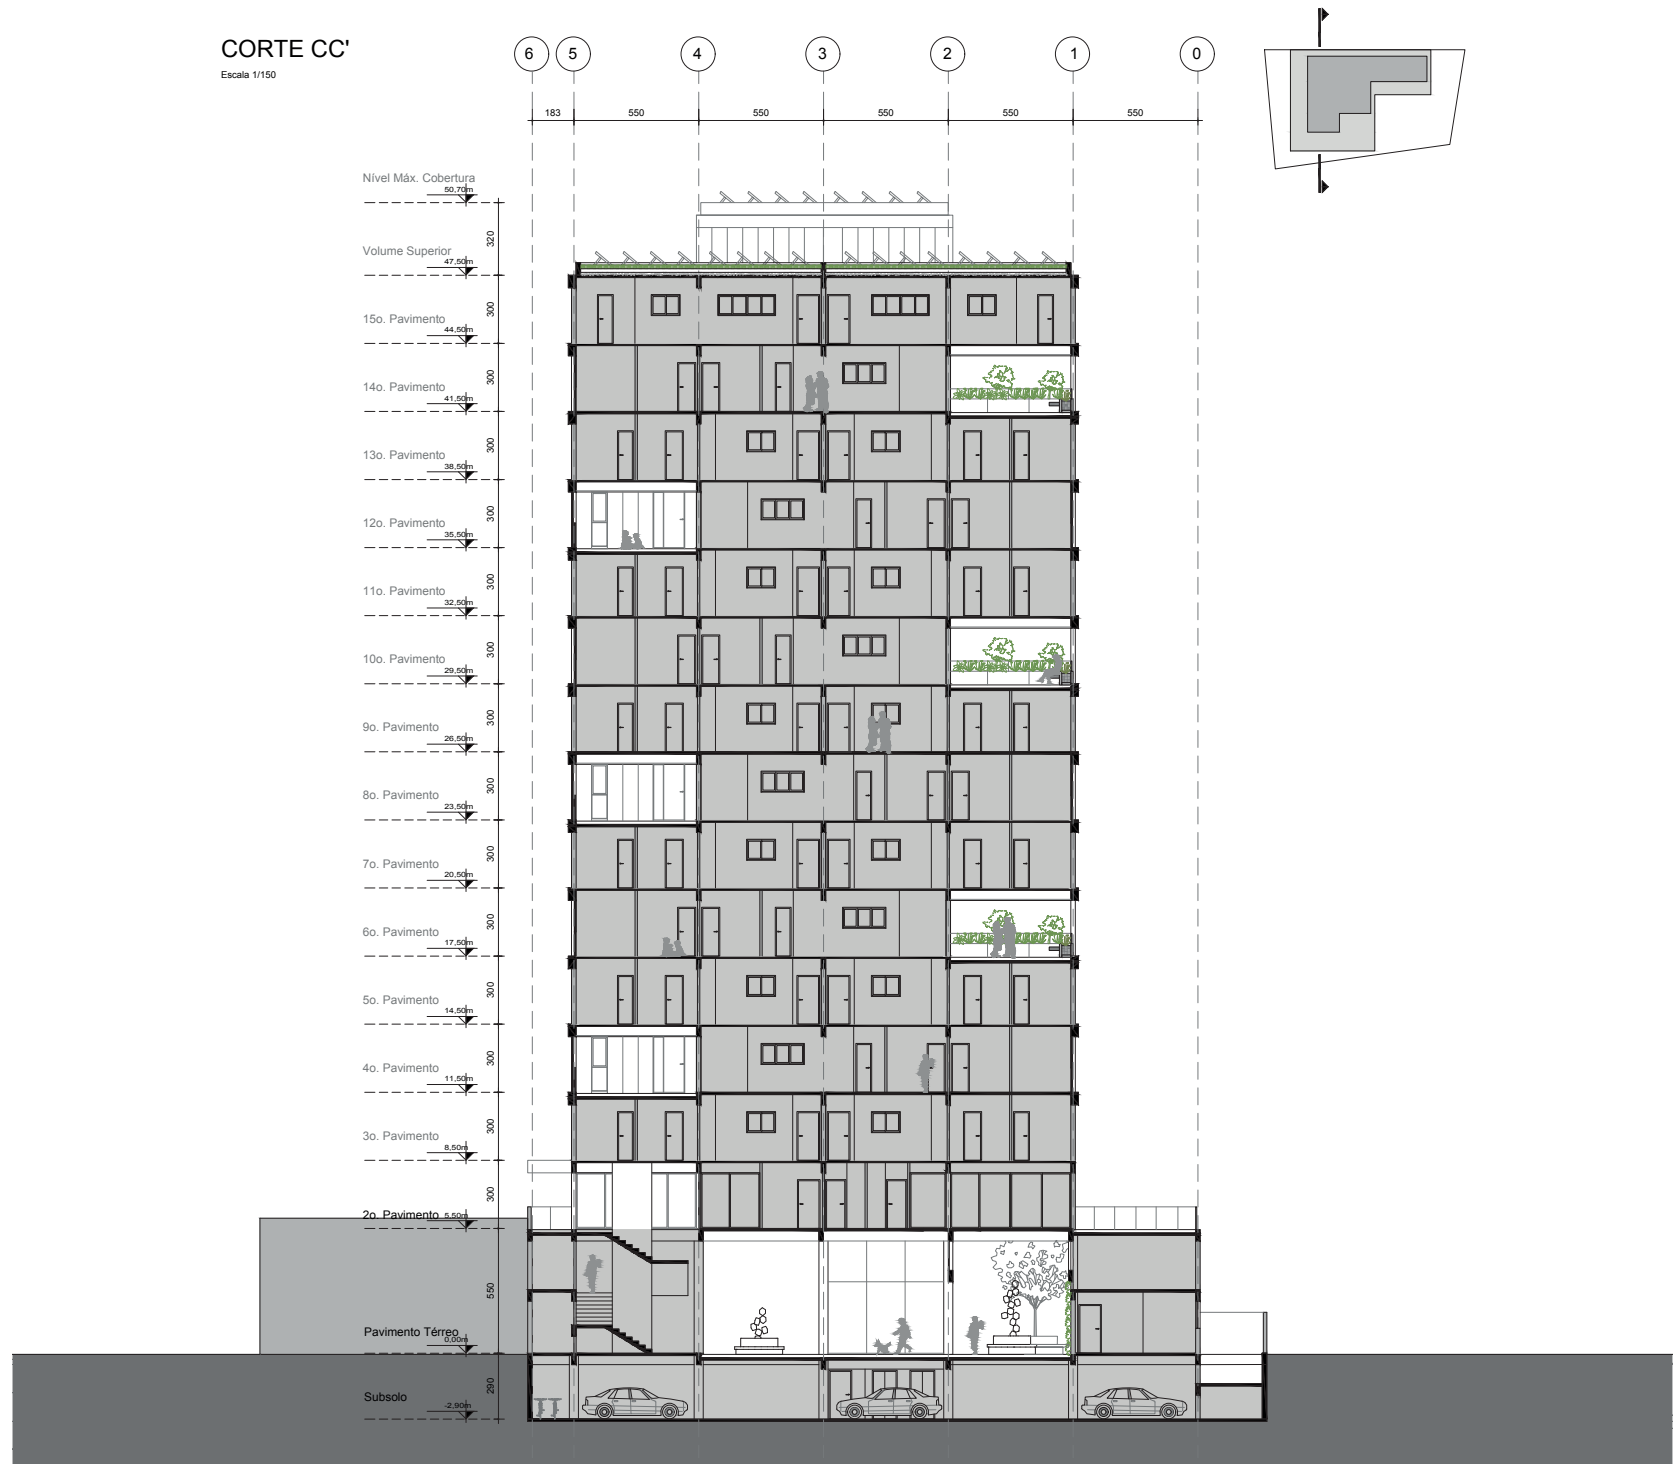 CORTE CC'
Escala 1/150
6 5 4 3 2 1 0
183 550 550 550 550 550
Nível Máx. Cobertura
50,70m
320
Volume Superior
47,50m
300
15o. Pavimento
44,50m
300
14o. Pavimento
41,50m
300
13o. Pavimento
38,50m
300
12o. Pavimento
35,50m
300
11o. Pavimento
32,50m
300
10o. Pavimento
29,50m
300
9o. Pavimento
26,50m
300
8o. Pavimento
23,50m
300
7o. Pavimento
20,50m
300
6o. Pavimento
17,50m
300
5o. Pavimento
14,50m
300
4o. Pavimento
11,50m
300
3o. Pavimento
8,50m
300
2o. Pavimento 5,50m
550
Pavimento Térreo
0,00m
290
Subsolo
-2,90m